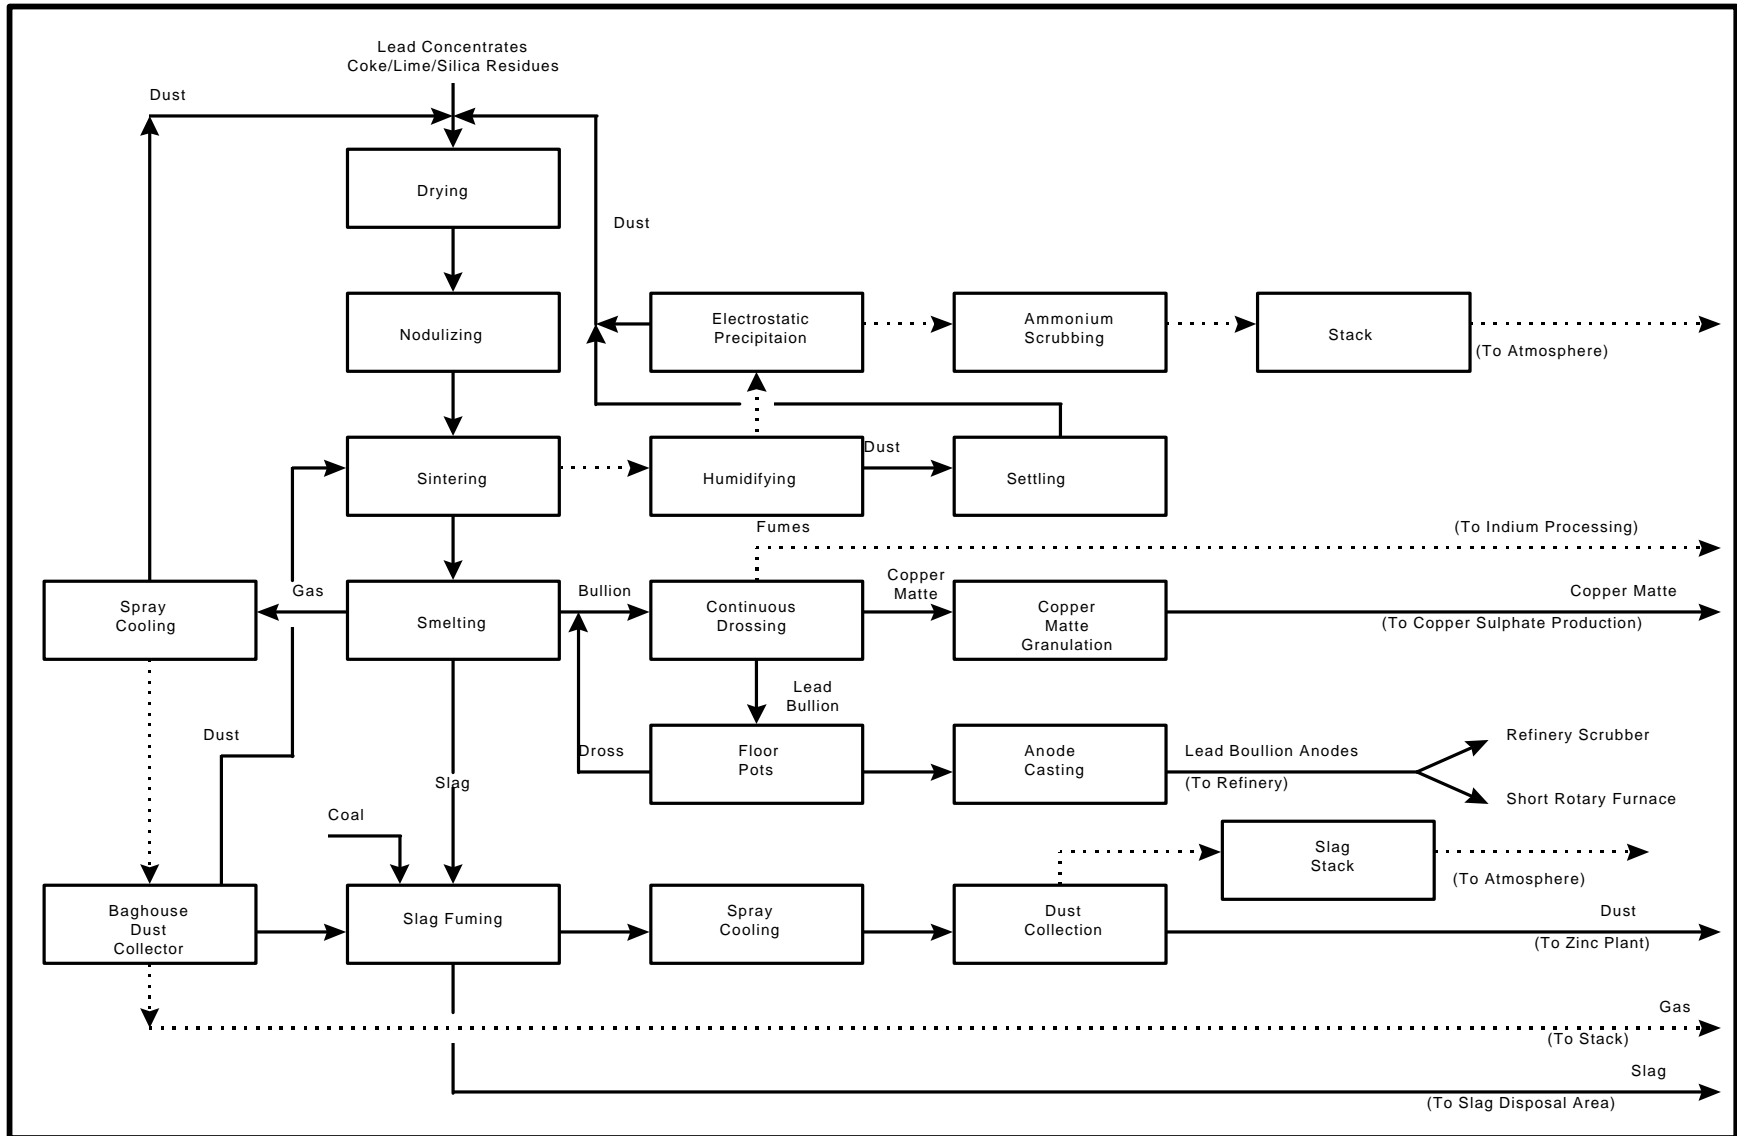 Lead Concentrates
Coke/Lime/Silica Residues
Dust
Drying
Dust
Nodulizing
Electrostatic
Precipitaion
Ammonium
Scrubbing
Stack
(To Atmosphere)
Sintering
Humidifying
Dust
Settling
Fumes
(To Indium Processing)
Spray
Cooling
Gas
Smelting
Bullion
Continuous
Drossing
Copper
Matte
Copper
Matte
Granulation
Copper Matte
(To Copper Sulphate Production)
Lead
Bullion
Dust
Slag
Dross
Floor
Pots
Anode
Casting
Lead Boullion Anodes
(To Refinery)
Refinery Scrubber
Short Rotary Furnace
Coal
Slag
Stack
(To Atmosphere)
Baghouse
Dust
Collector
Slag Fuming
Spray
Cooling
Dust
Collection
Dust
(To Zinc Plant)
Gas
(To Stack)
Slag
(To Slag Disposal Area)